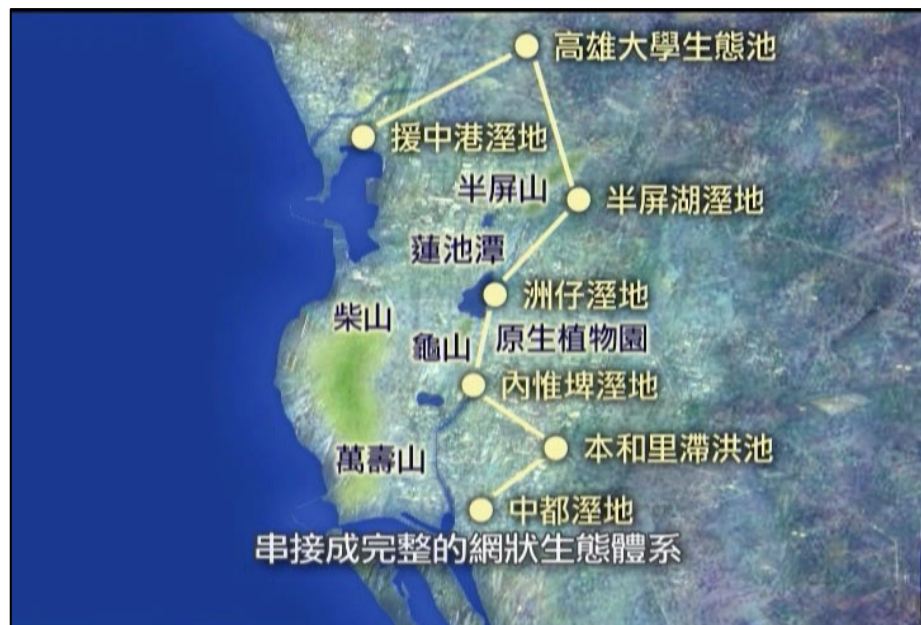 高雄大學生態池
援中港溼地
半屏山
半屏湖溼地
蓮池潭
洲仔溼地
柴山
龜山
原生植物園
內惟埤溼地
本和里滯洪池
萬壽山
中都溼地
串接成完整的網狀生態體系